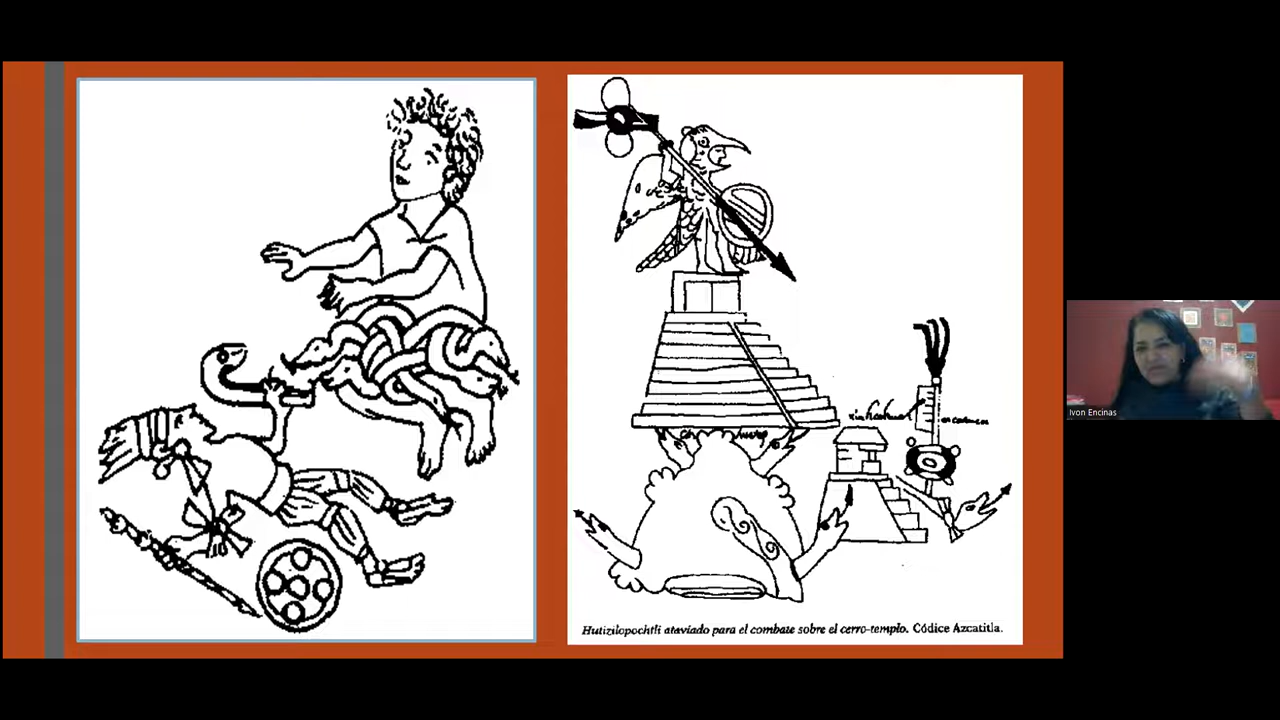 Hutizilopochtli ataviado para el combate sobre el cerro-templo. Códice Azcatitla.
Ivon Encinas